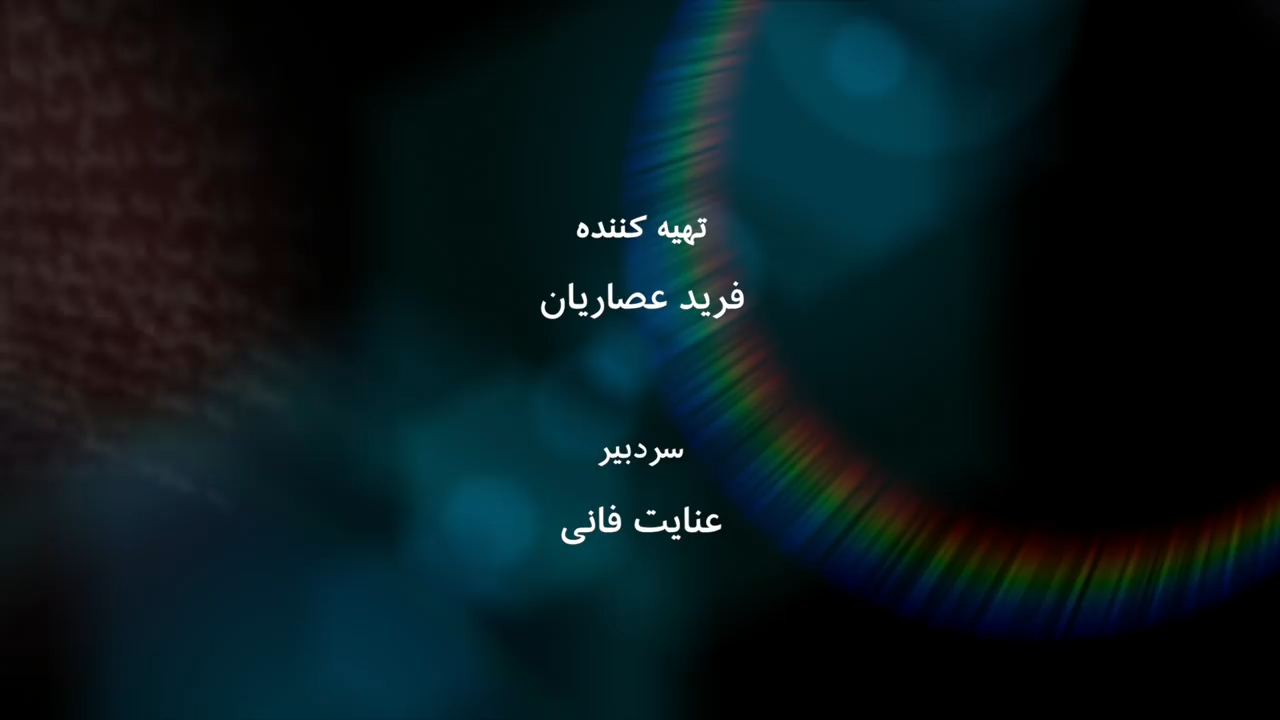 تهیه کننده
فرید عصاریان
سردبیر
عنایت فانی